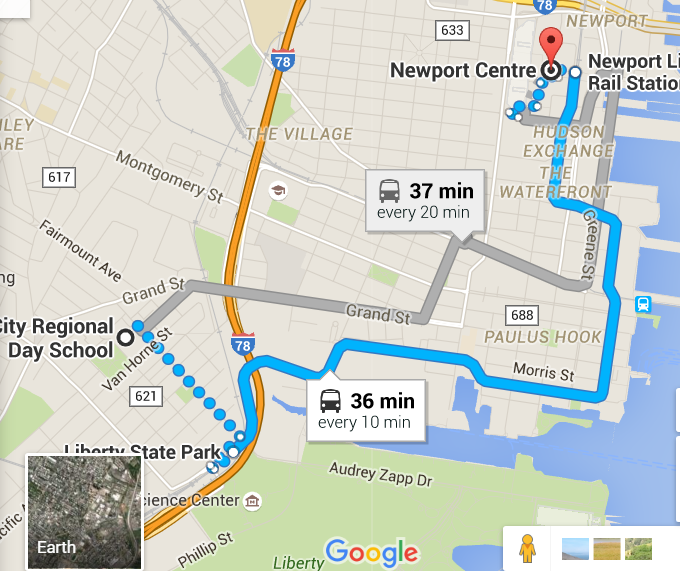 78
NEWPORT
633
78
Newport Centre
Newport Li
Rail Station
THE VILLAGE
HUDSON
EXCHANGE
THE
WATERFRONT
617
Montgomery St
37 min
every 20 min
Greene St
Fairmount Ave
Grand St
Grand St
688
PAULUS HOOK
City Regional
Day School
Van Horne St
78
621
Morris St
36 min
every 10 min
Liberty State Park
Audrey Zapp Dr
cience Center
Phillip St
Earth
Google
Liberty